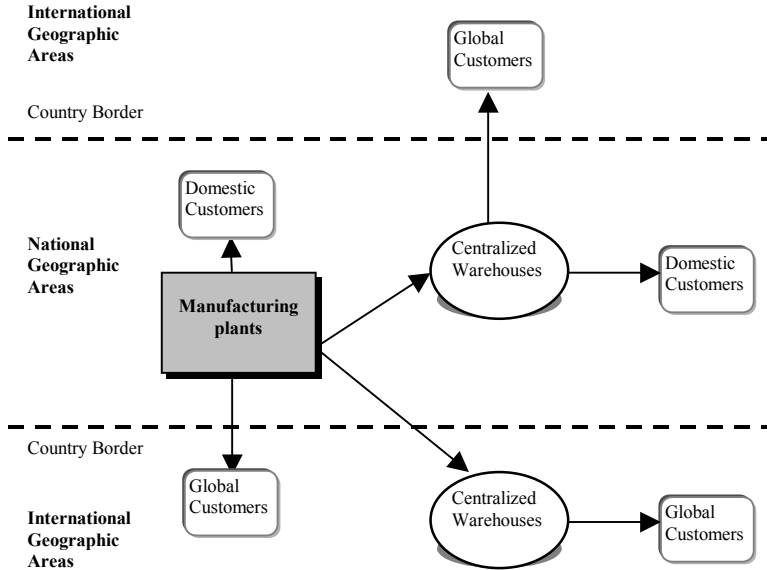 International
Geographic
Areas
Global
Customers
Country Border
Domestic
Customers
National
Geographic
Areas
Centralized
Warehouses
Domestic
Customers
Manufacturing
plants
Country Border
Global
Customers
Centralized
Warehouses
Global
Customers
International
Geographic
Areas